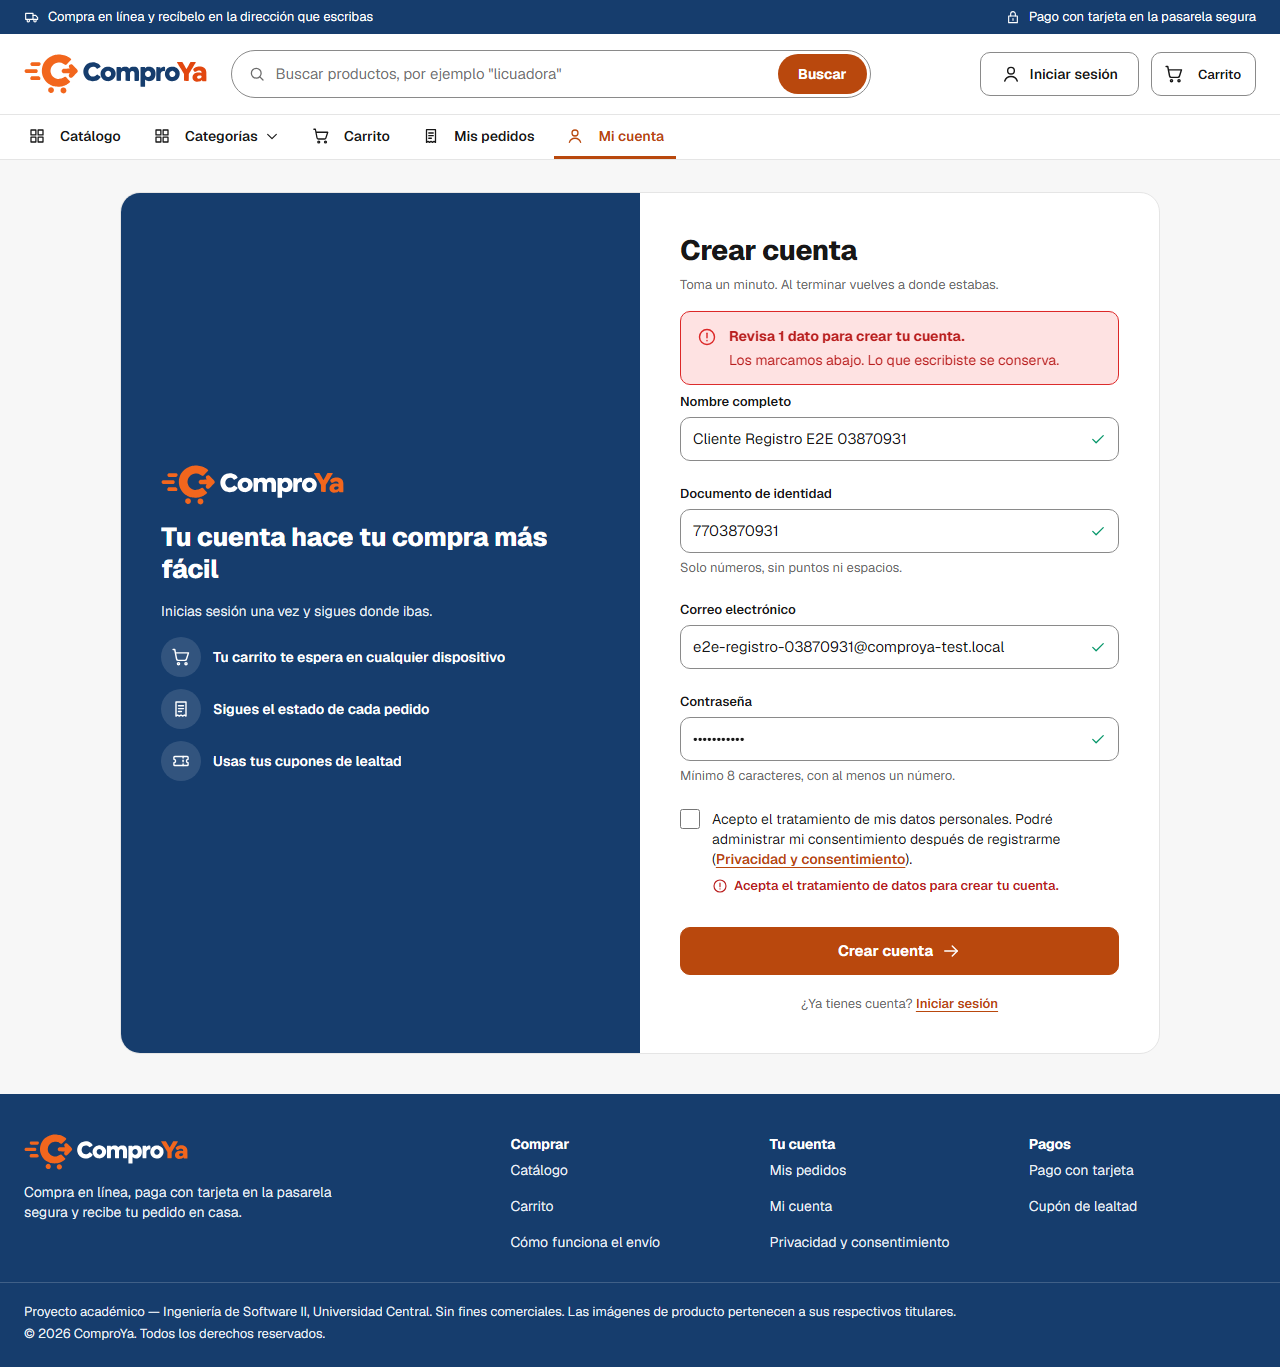 Compra en línea y recíbelo en la dirección que escribas
Pago con tarjeta en la pasarela segura
ComproYa
Buscar productos, por ejemplo "licuadora"
Buscar
Iniciar sesión
Carrito
Catálogo
Categorías
Carrito
Mis pedidos
Mi cuenta
ComproYa
Tu cuenta hace tu compra más
fácil
Inicias sesión una vez y sigues donde ibas.
Tu carrito te espera en cualquier dispositivo
Sigues el estado de cada pedido
Usas tus cupones de lealtad
Crear cuenta
Toma un minuto. Al terminar vuelves a donde estabas.
Revisa 1 dato para crear tu cuenta.
Los marcamos abajo. Lo que escribiste se conserva.
Nombre completo
Cliente Registro E2E 03870931
Documento de identidad
7703870931
Solo números, sin puntos ni espacios.
Correo electrónico
e2e-registro-03870931@comproya-test.local
Contraseña
•••••••••••
Mínimo 8 caracteres, con al menos un número.
Acepto el tratamiento de mis datos personales. Podré
administrar mi consentimiento después de registrarme
(Privacidad y consentimiento).
Acepta el tratamiento de datos para crear tu cuenta.
Crear cuenta
¿Ya tienes cuenta? Iniciar sesión
ComproYa
Compra en línea, paga con tarjeta en la pasarela
segura y recibe tu pedido en casa.
Comprar
Catálogo
Carrito
Cómo funciona el envío
Tu cuenta
Mis pedidos
Mi cuenta
Privacidad y consentimiento
Pagos
Pago con tarjeta
Cupón de lealtad
Proyecto académico — Ingeniería de Software II, Universidad Central. Sin fines comerciales. Las imágenes de producto pertenecen a sus respectivos titulares.
© 2026 ComproYa. Todos los derechos reservados.